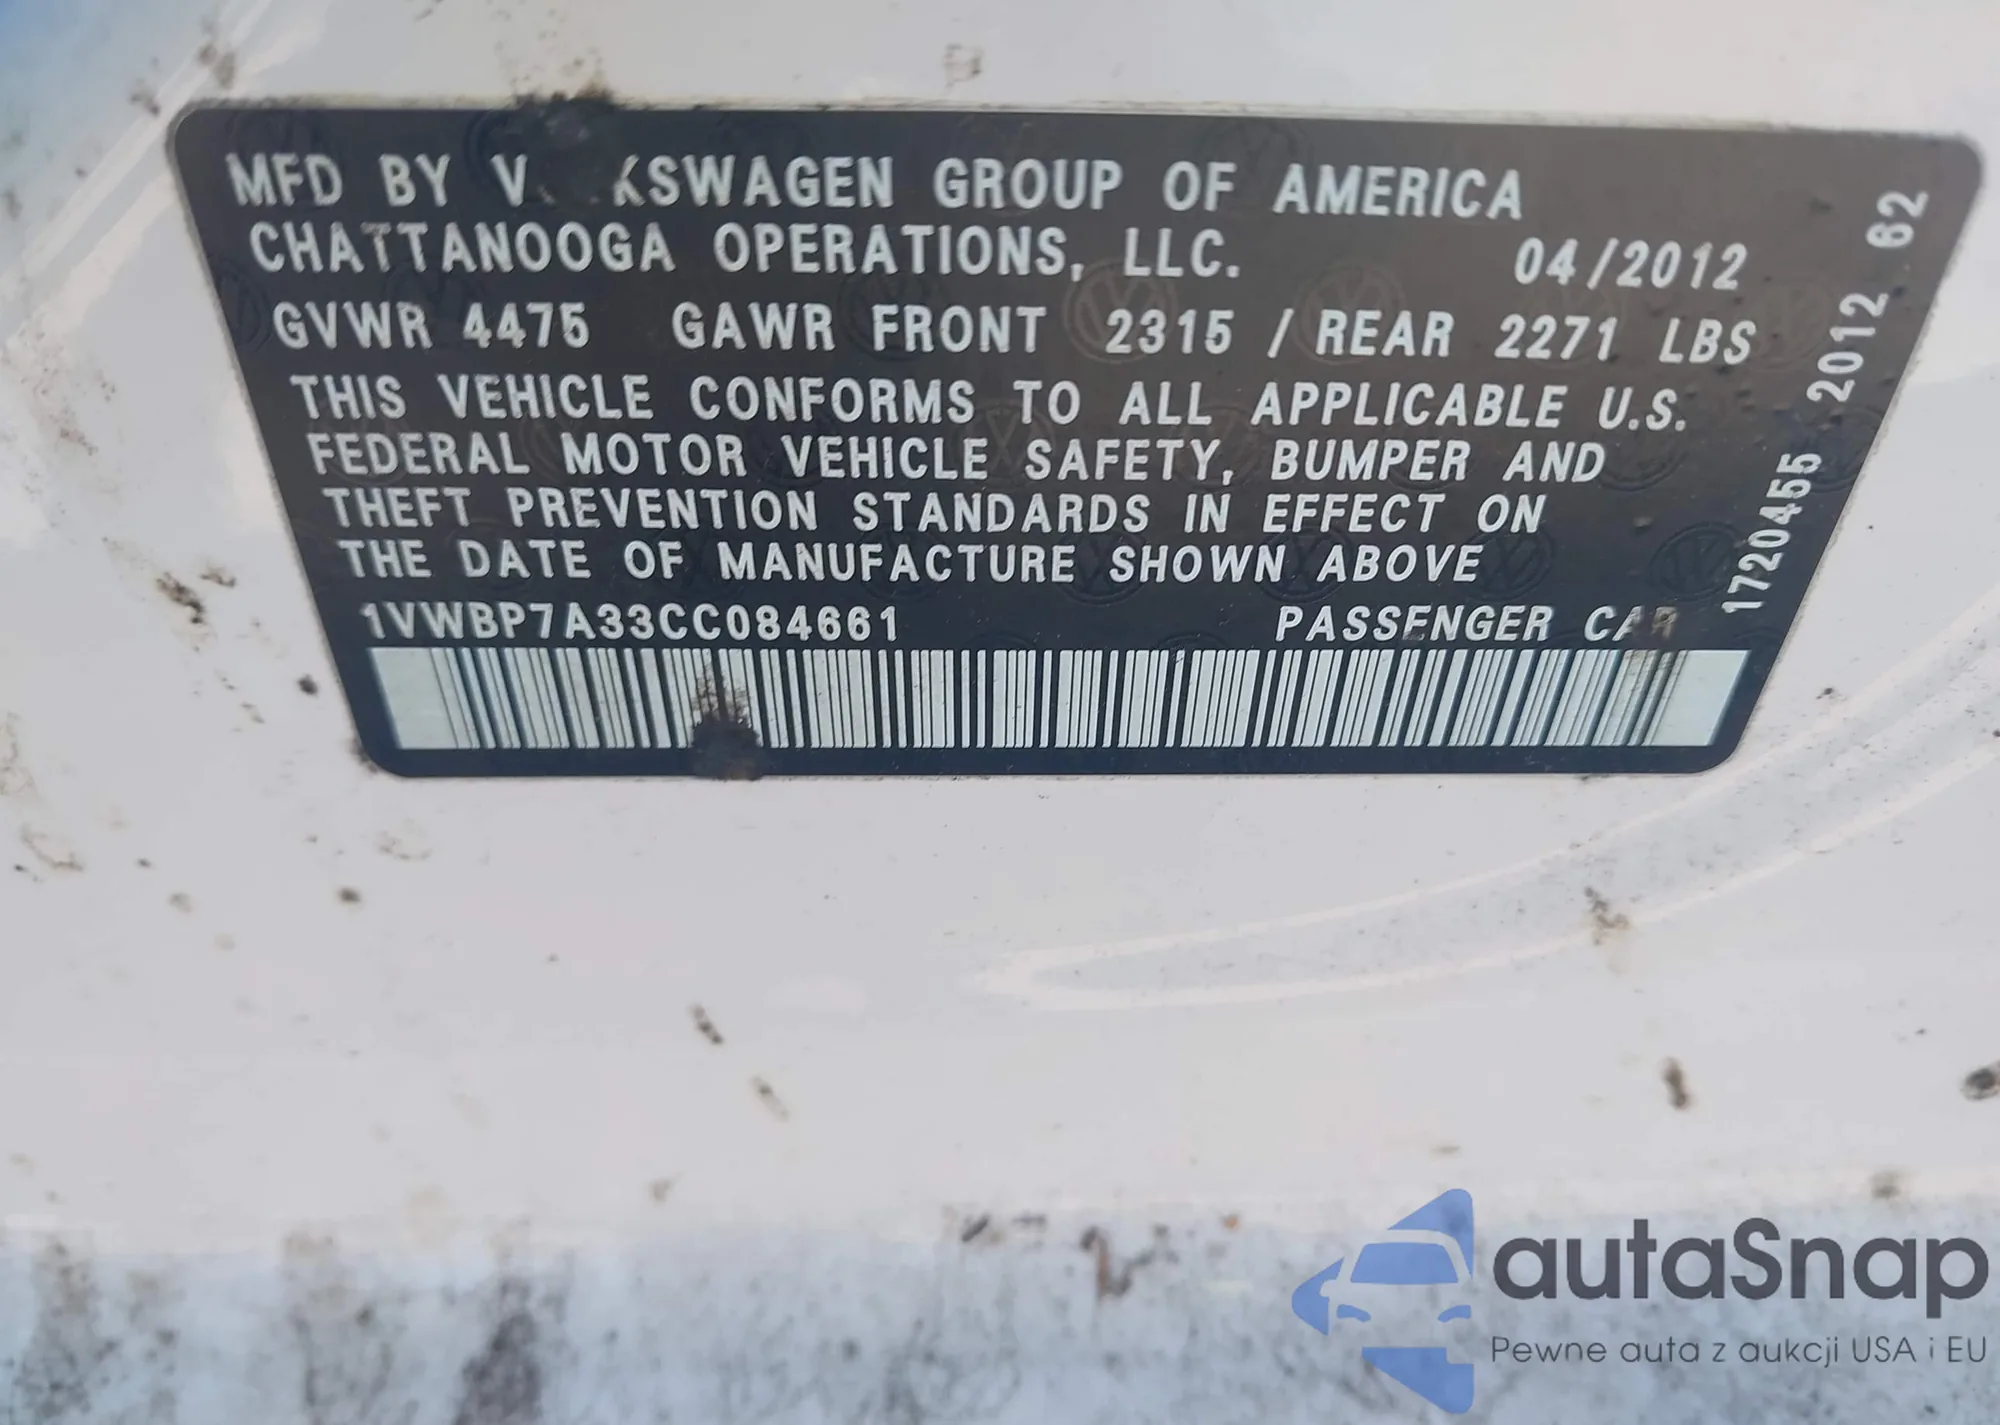 MFD BY V KSWAGEN GROUP OF AMERICA
CHATTANOOGA OPERATIONS, LLC. 04/2012
GVWR 4475 GAWR FRONT 2315 / REAR 2271 LBS
THIS VEHICLE CONFORMS TO ALL APPLICABLE U.S.
FEDERAL MOTOR VEHICLE SAFETY, BUMPER AND
THEFT PREVENTION STANDARDS IN EFFECT ON
THE DATE OF MANUFACTURE SHOWN ABOVE
1VWBP7A33CC084661 PASSENGER CAR
1720455 2012 62
autaSnap
Pewne auta z aukcji USA i EU